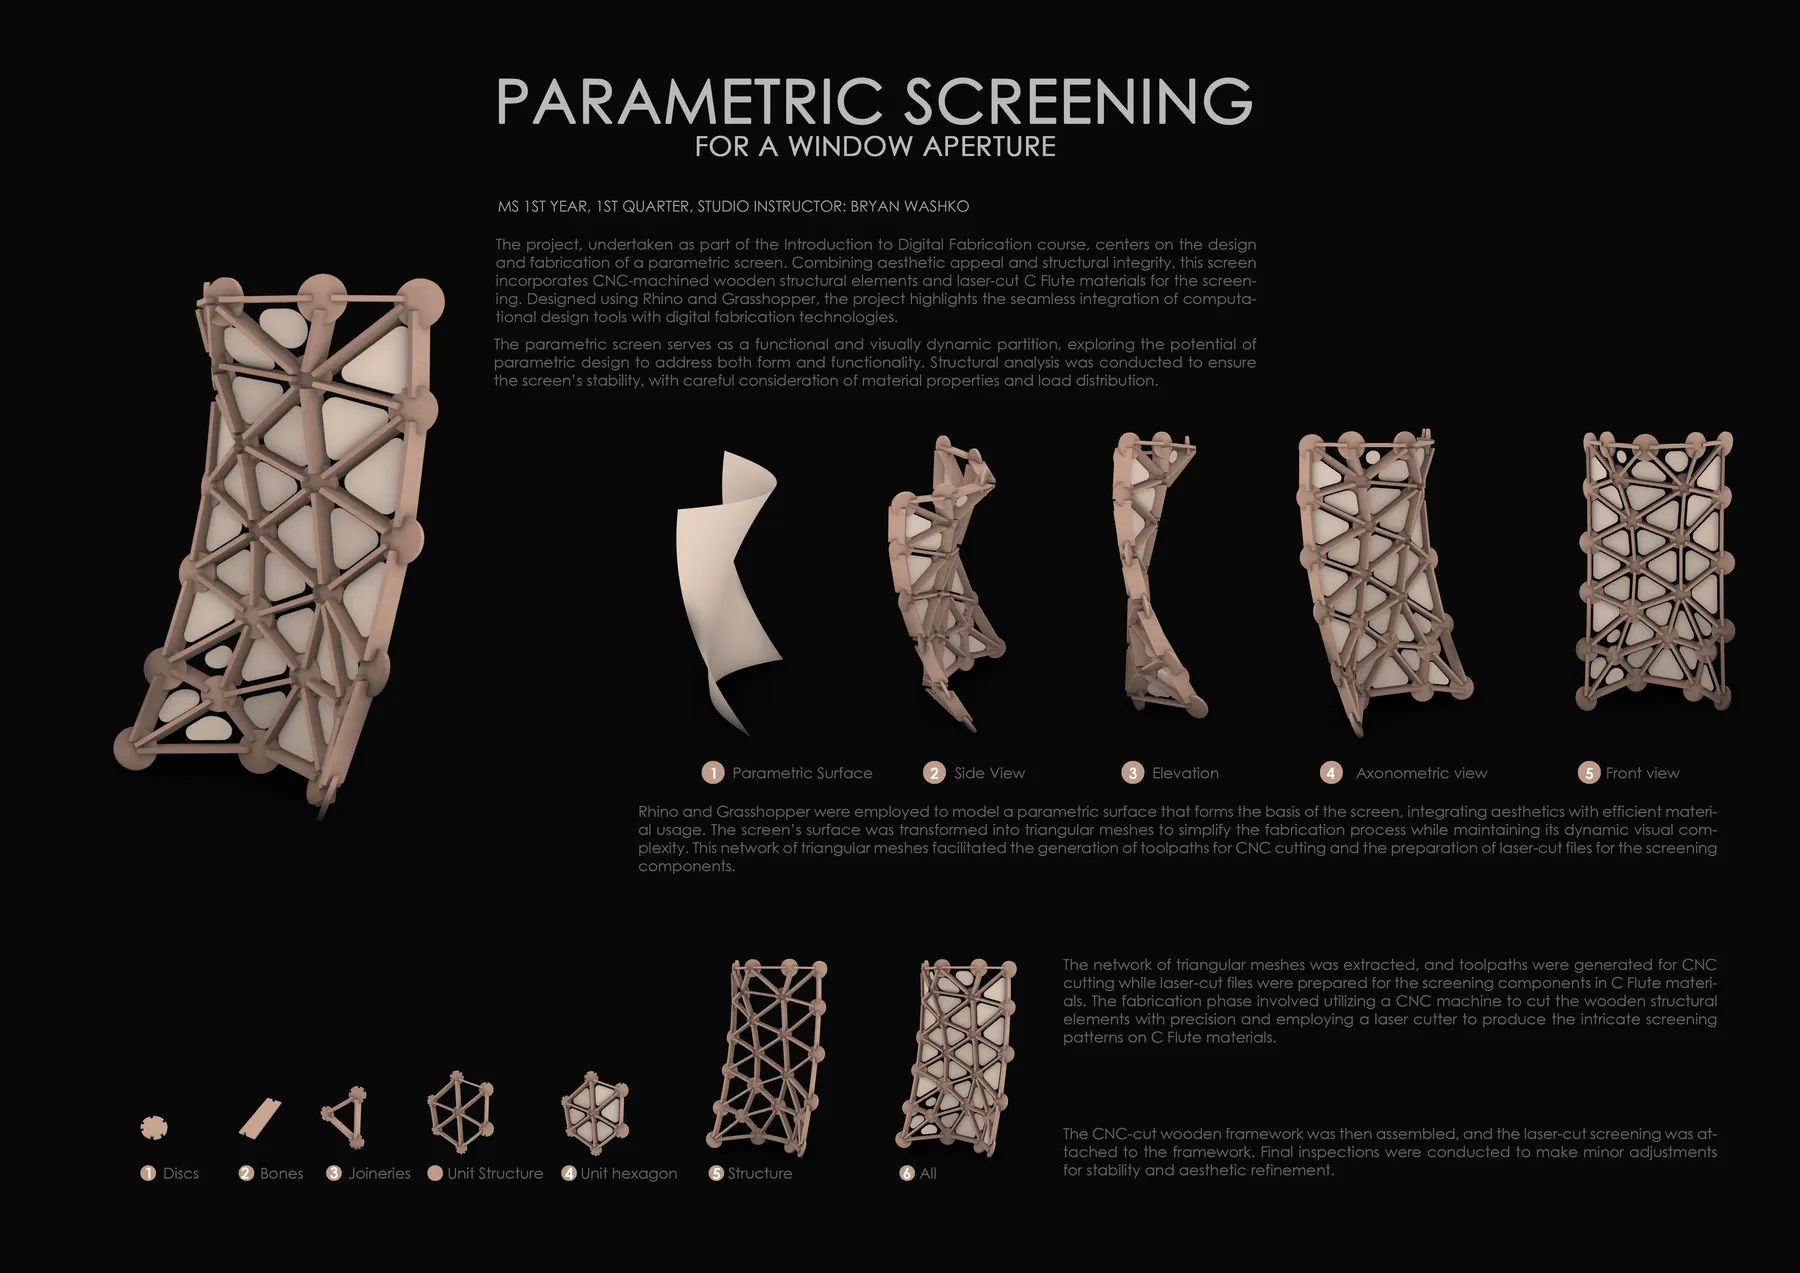 PARAMETRIC SCREENING
FOR A WINDOW APERTURE
MS 1ST YEAR, 1ST QUARTER, STUDIO INSTRUCTOR: BRYAN WASHKO
The project, undertaken as part of the Introduction to Digital Fabrication course, centers on the design
and fabrication of a parametric screen. Combining aesthetic appeal and structural integrity, this screen
incorporates CNC-machined wooden structural elements and laser-cut C Flute materials for the screen-
ing. Designed using Rhino and Grasshopper, the project highlights the seamless integration of computa-
tional design tools with digital fabrication technologies.
The parametric screen serves as a functional and visually dynamic partition, exploring the potential of
parametric design to address both form and functionality. Structural analysis was conducted to ensure
the screen's stability, with careful consideration of material properties and load distribution.
1 Parametric Surface
2 Side View
3 Elevation
4 Axonometric view
5 Front view
Rhino and Grasshopper were employed to model a parametric surface that forms the basis of the screen, integrating aesthetics with efficient materi-
al usage. The screen's surface was transformed into triangular meshes to simplify the fabrication process while maintaining its dynamic visual com-
plexity. This network of triangular meshes facilitated the generation of toolpaths for CNC cutting and the preparation of laser-cut files for the screening
components.
The network of triangular meshes was extracted, and toolpaths were generated for CNC
cutting while laser-cut files were prepared for the screening components in C Flute materi-
als. The fabrication phase involved utilizing a CNC machine to cut the wooden structural
elements with precision and employing a laser cutter to produce the intricate screening
patterns on C Flute materials.
The CNC-cut wooden framework was then assembled, and the laser-cut screening was at-
tached to the framework. Final inspections were conducted to make minor adjustments
for stability and aesthetic refinement.
1 Discs
2 Bones
3 Joineries
Unit Structure
4 Unit hexagon
5 Structure
6 All